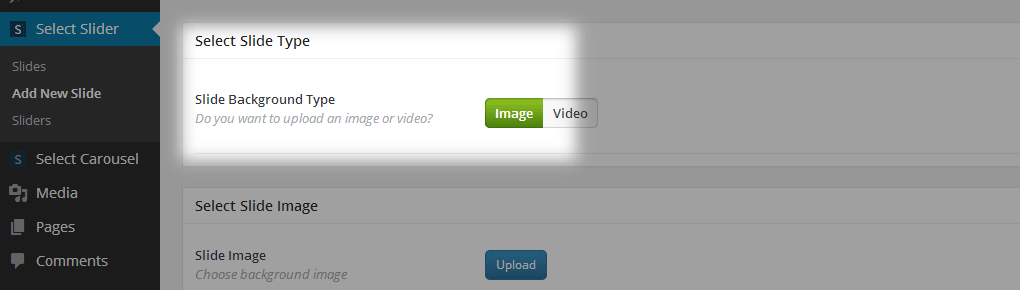 S Select Slider
Slides
Add New Slide
Sliders
S Select Carousel
Media
Pages
Comments
Select Slide Type
Slide Background Type
Do you want to upload an image or video?
Image Video
Select Slide Image
Slide Image
Choose background image
Upload